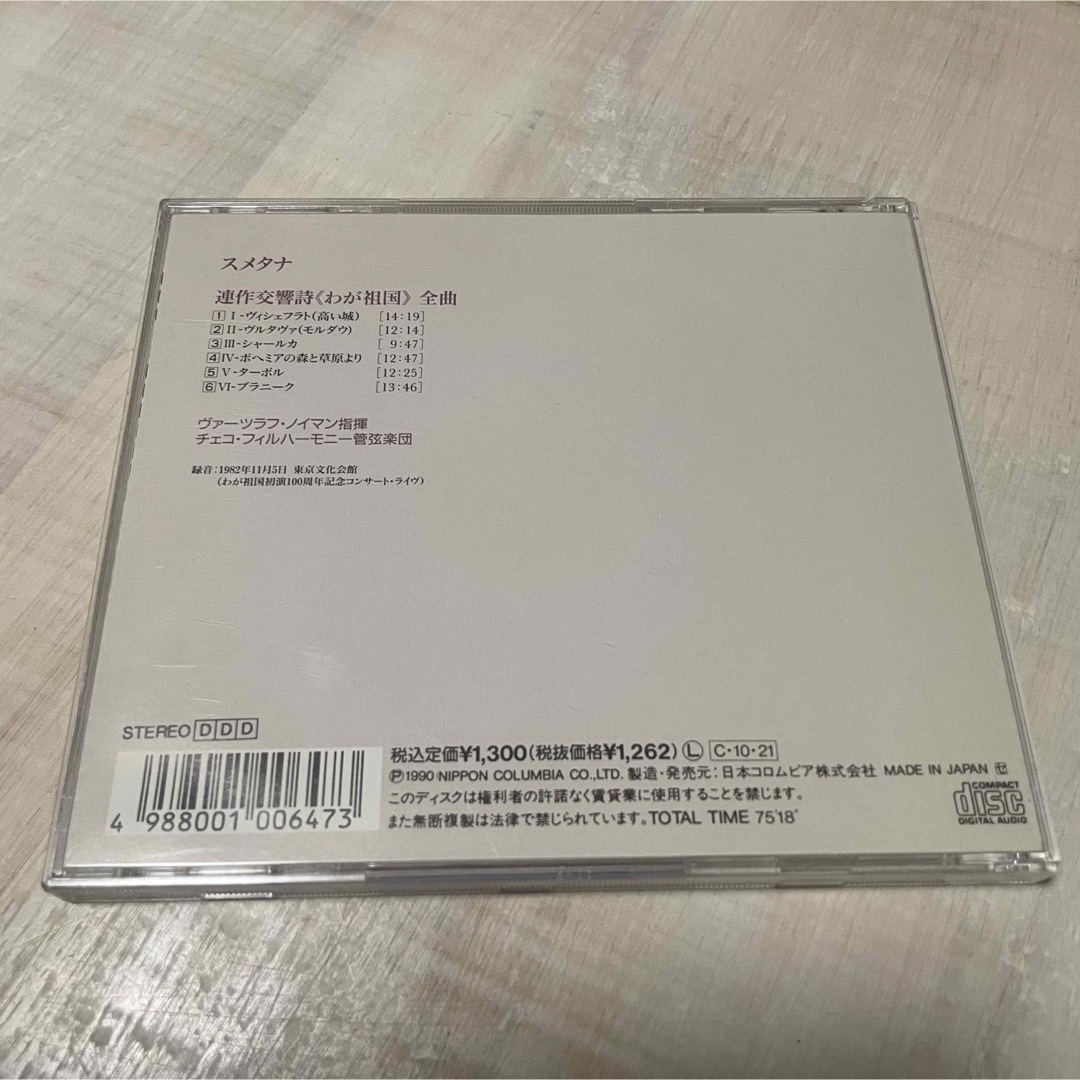 スメタナ
連作交響詩《わが祖国》全曲
1 I-ヴィシェフラト(高い城) [14:19]
2 II-ヴルタヴァ(モルダウ) [12:14]
3 III-シャールカ [ 9:47]
4 IV-ボヘミアの森と草原より [12:47]
5 V-ターボル [12:25]
6 VI-ブラニーク [13:46]
ヴァーツラフ・ノイマン指揮
チェコ・フィルハーモニー管弦楽団
録音:1982年11月5日 東京文化会館
(わが祖国初演100周年記念コンサート・ライヴ)
STEREO DDD
税込定価¥1,300(税抜価格¥1,262) Ⓛ C・10・21
Ⓟ1990/NIPPON COLUMBIA CO.,LTD. 製造・発売元:日本コロムビア株式会社 MADE IN JAPAN
このディスクは権利者の許諾なく賃貸業に使用することを禁じます。
また無断複製は法律で禁じられています。TOTAL TIME 75'18"
4 988001 006473
COMPACT
disc
DIGITAL AUDIO